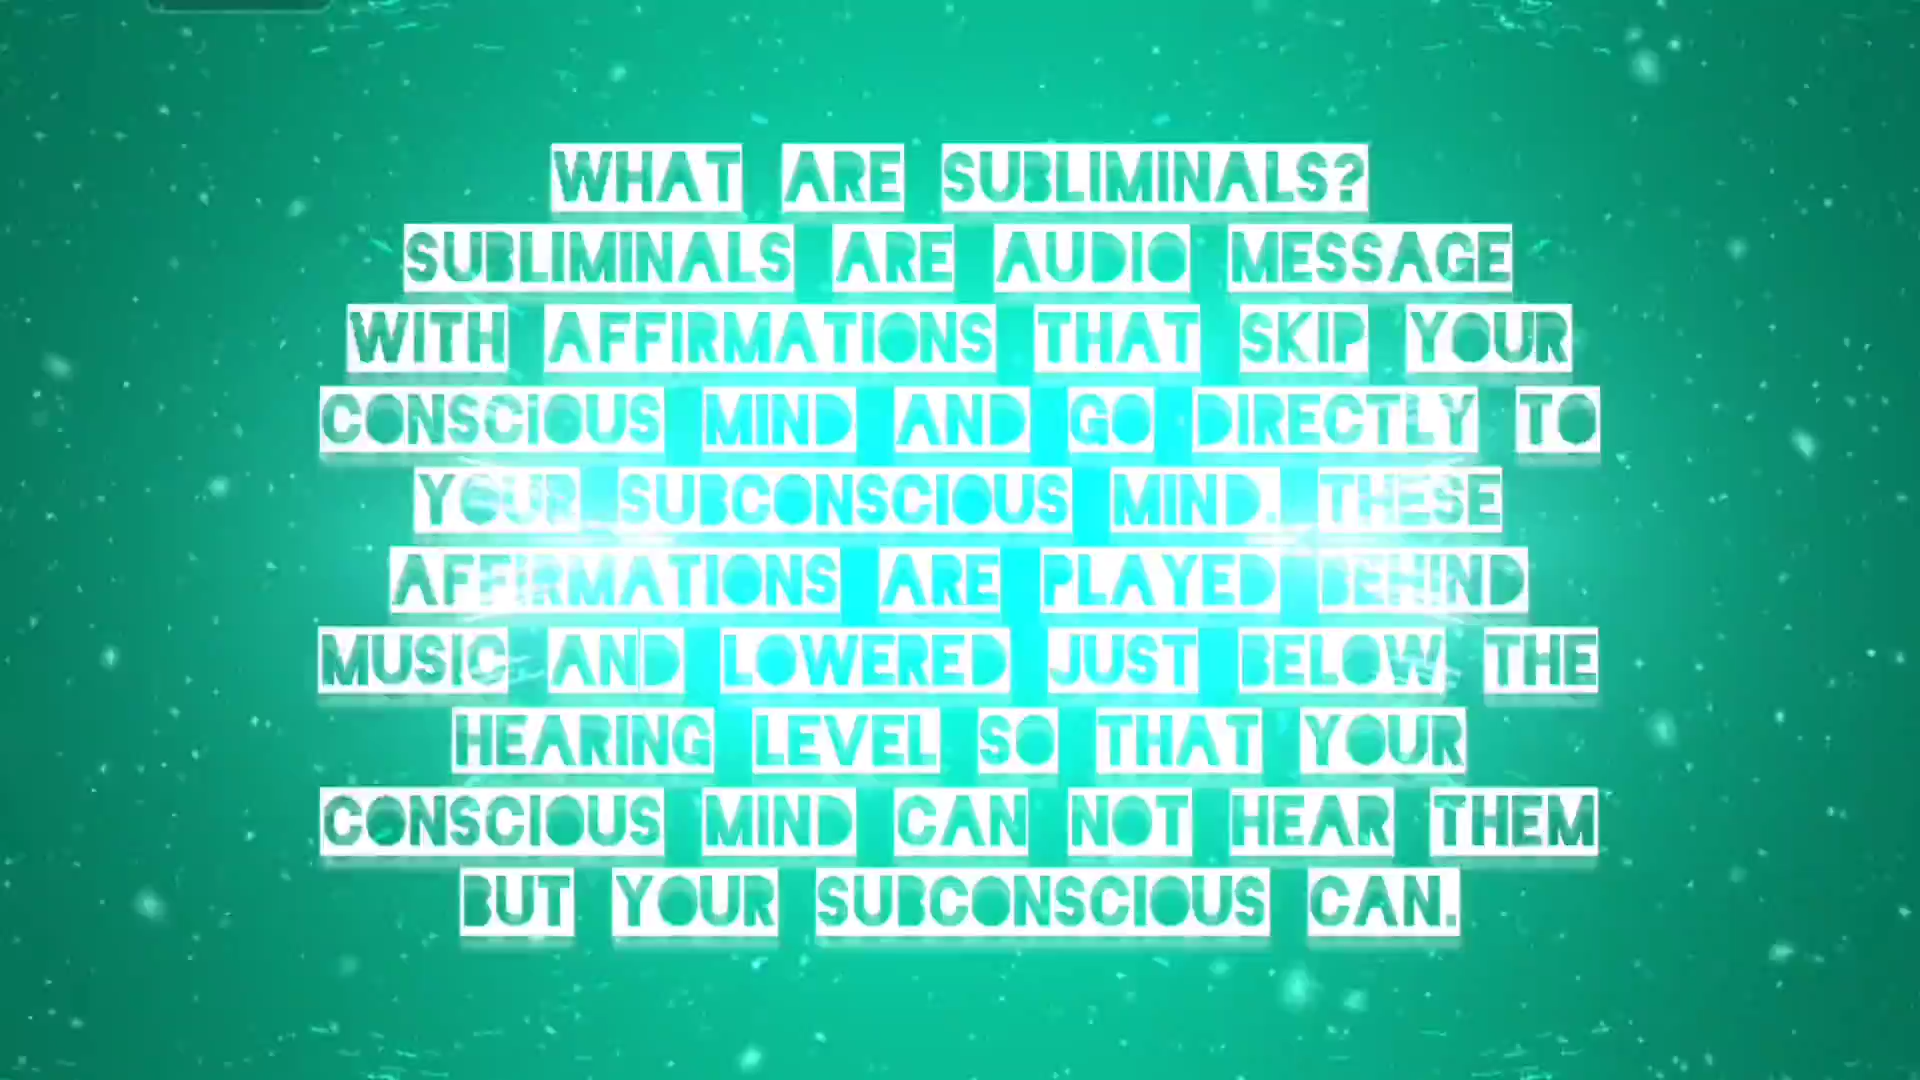 WHAT ARE SUBLIMINALS?
SUBLIMINALS ARE AUDIO MESSAGE
WITH AFFIRMATIONS THAT SKIP YOUR
CONSCIOUS MIND AND GO DIRECTLY TO
YOUR SUBCONSCIOUS MIND. THESE
AFFIRMATIONS ARE PLAYED BEHIND
MUSIC AND LOWERED JUST BELOW THE
HEARING LEVEL SO THAT YOUR
CONSCIOUS MIND CAN NOT HEAR THEM
BUT YOUR SUBCONSCIOUS CAN.